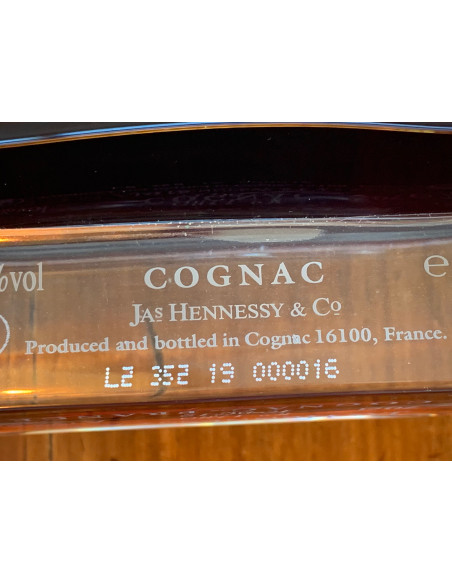 %vol COGNAC e
JAS HENNESSY & Co
Produced and bottled in Cognac 16100, France.
L2 352 19 000016